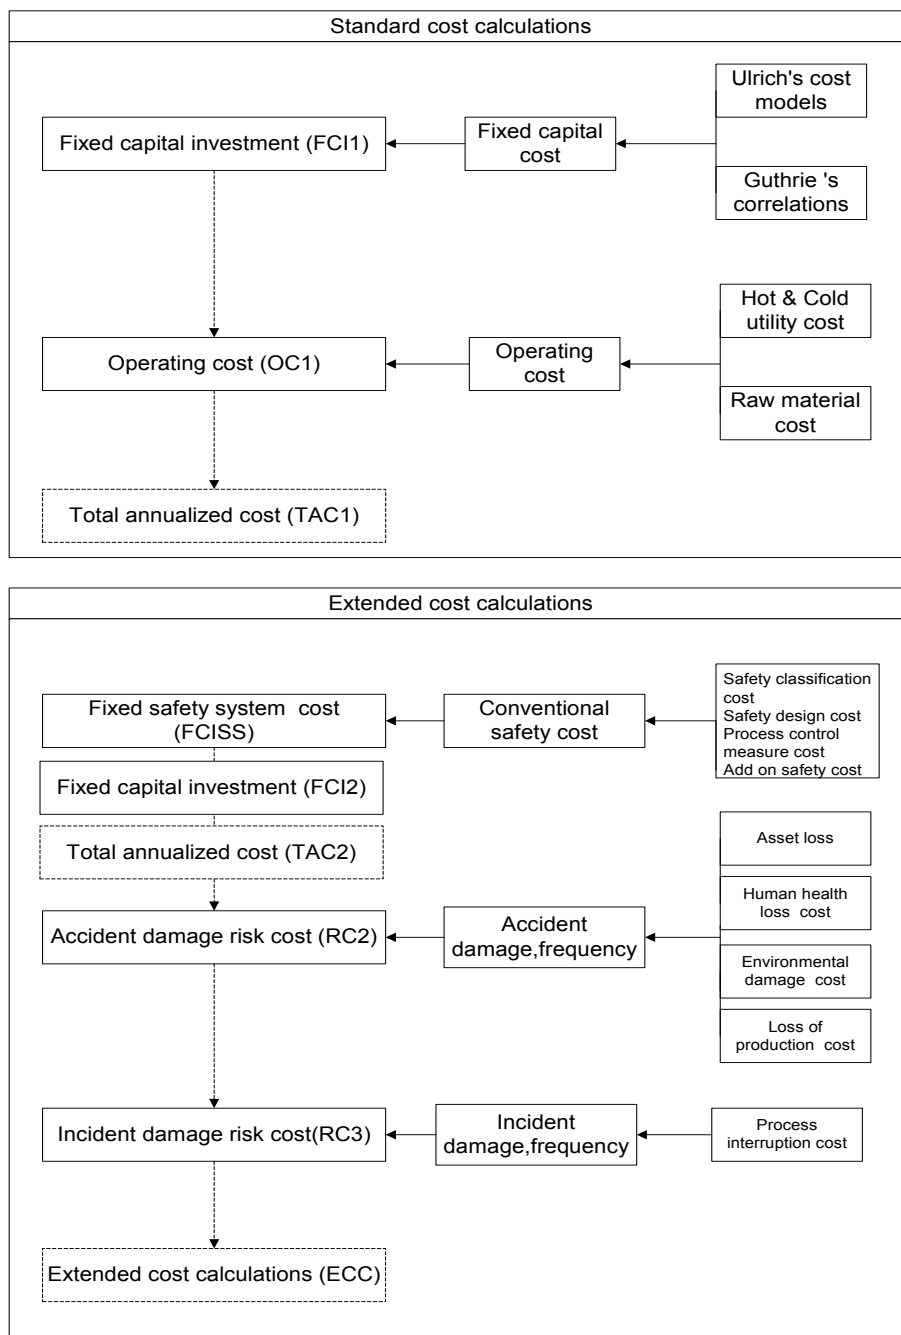 Standard cost calculations
Ulrich's cost
models
Fixed capital investment (FCI1)
Fixed capital
cost
Guthrie 's
correlations
Hot & Cold
utility cost
Operating cost (OC1)
Operating
cost
Raw material
cost
Total annualized cost (TAC1)
Extended cost calculations
Fixed safety system  cost
(FCISS)
Conventional
safety cost
Safety classification
cost
Safety design cost
Process control
measure cost
Add on safety cost
Fixed capital investment (FCI2)
Total annualized cost (TAC2)
Asset loss
Human health
loss  cost
Accident damage risk cost (RC2)
Accident
damage,frequency
Environmental
damage  cost
Loss of
production  cost
Incident damage risk cost(RC3)
Incident
damage,frequency
Process
interruption cost
Extended cost calculations (ECC)